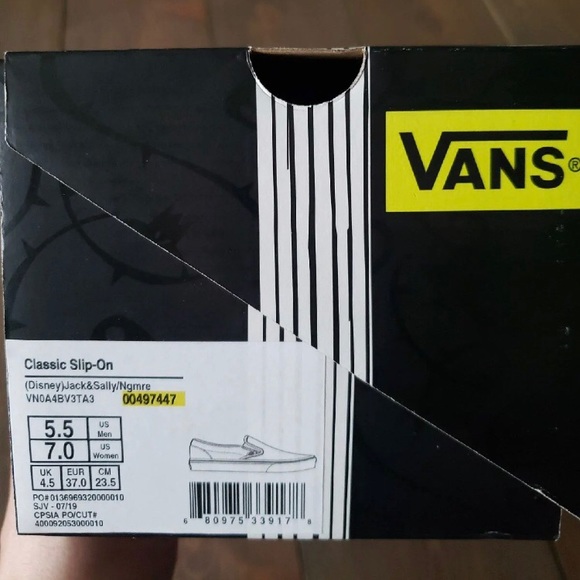 VANS®
Classic Slip-On
(Disney)Jack&Sally/Ngmre
VN0A4BV3TA3 00497447
5.5 US Men
7.0 US Women
UK EUR CM
4.5 37.0 23.5
PO# 0136969320000010
SJV - 07/19
CPSIA PO/CUT#
400092053000010
6 80975 33917 8